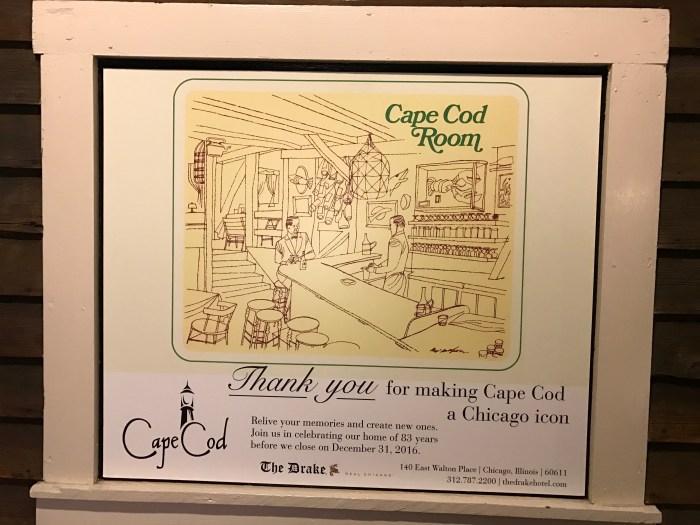 Cape Cod
Room
Thank you for making Cape Cod
a Chicago icon
Cape Cod
Relive your memories and create new ones.
Join us in celebrating our home of 83 years
before we close on December 31, 2016.
The Drake
140 East Walton Place | Chicago, Illinois | 60611
312.787.2200 | thedrakehotel.com